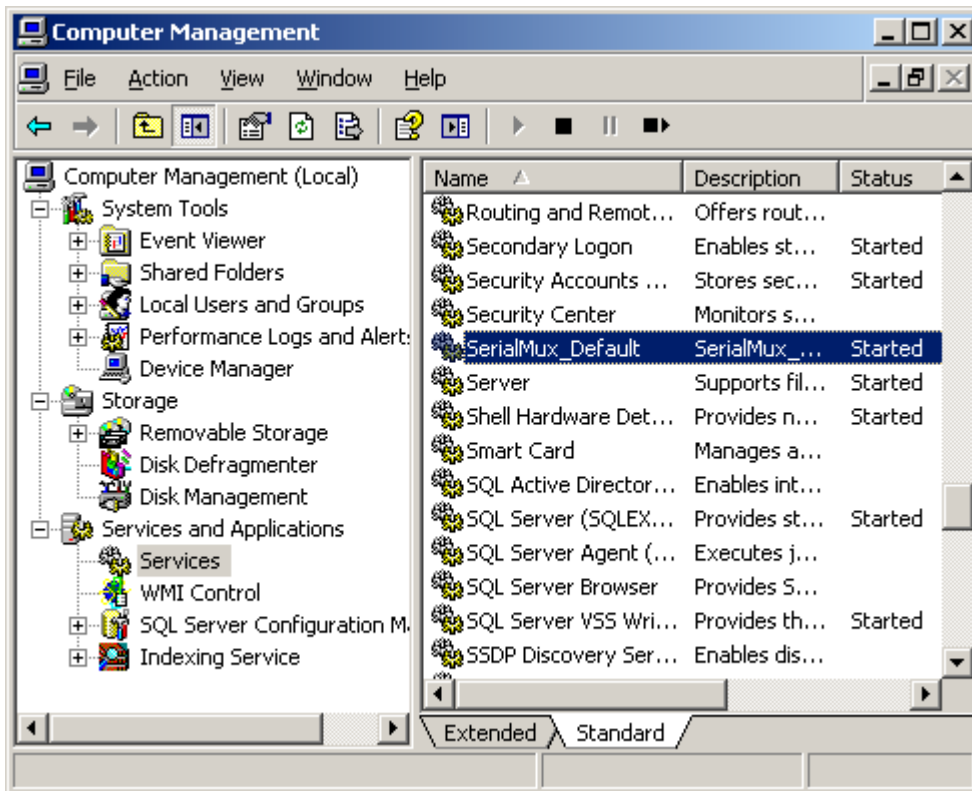 Computer Management
File Action View Window Help
Computer Management (Local)
System Tools
Event Viewer
Shared Folders
Local Users and Groups
Performance Logs and Alert
Device Manager
Storage
Removable Storage
Disk Defragmenter
Disk Management
Services and Applications
Services
WMI Control
SQL Server Configuration M
Indexing Service
Name Description Status
Routing and Remot... Offers rout...
Secondary Logon Enables st... Started
Security Accounts ... Stores sec... Started
Security Center Monitors s...
SerialMux_Default SerialMux_... Started
Server Supports fil... Started
Shell Hardware Det... Provides n... Started
Smart Card Manages a...
SQL Active Director... Enables int...
SQL Server (SQLEX... Provides st... Started
SQL Server Agent (... Executes j...
SQL Server Browser Provides S...
SQL Server VSS Wri... Provides th... Started
SSDP Discovery Ser... Enables dis...
Extended Standard